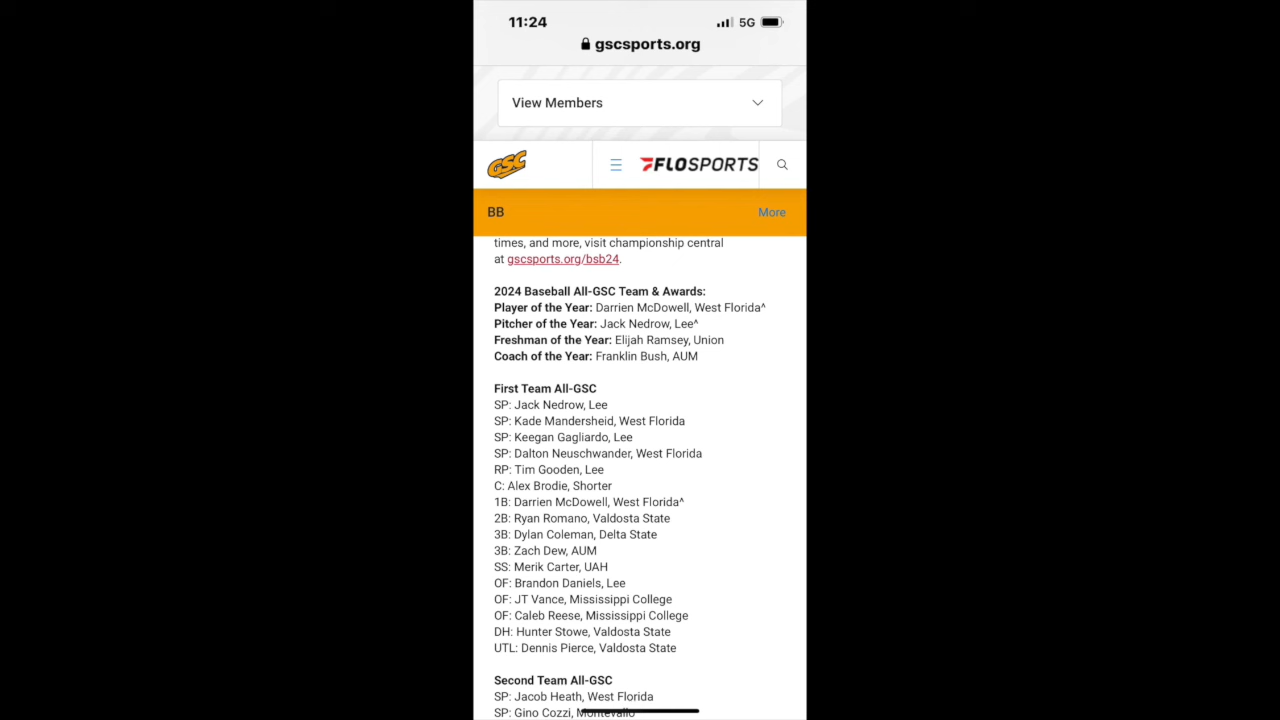 11:24
5G
gscsports.org
View Members
GSC
FLOSPORTS
BB
More
times, and more, visit championship central
at gscsports.org/bsb24.
2024 Baseball All-GSC Team & Awards:
Player of the Year: Darrien McDowell, West Florida^
Pitcher of the Year: Jack Nedrow, Lee^
Freshman of the Year: Elijah Ramsey, Union
Coach of the Year: Franklin Bush, AUM
First Team All-GSC
SP: Jack Nedrow, Lee
SP: Kade Mandersheid, West Florida
SP: Keegan Gagliardo, Lee
SP: Dalton Neuschwander, West Florida
RP: Tim Gooden, Lee
C: Alex Brodie, Shorter
1B: Darrien McDowell, West Florida^
2B: Ryan Romano, Valdosta State
3B: Dylan Coleman, Delta State
3B: Zach Dew, AUM
SS: Merik Carter, UAH
OF: Brandon Daniels, Lee
OF: JT Vance, Mississippi College
OF: Caleb Reese, Mississippi College
DH: Hunter Stowe, Valdosta State
UTL: Dennis Pierce, Valdosta State
Second Team All-GSC
SP: Jacob Heath, West Florida
SP: Gino Cozzi, Montevallo